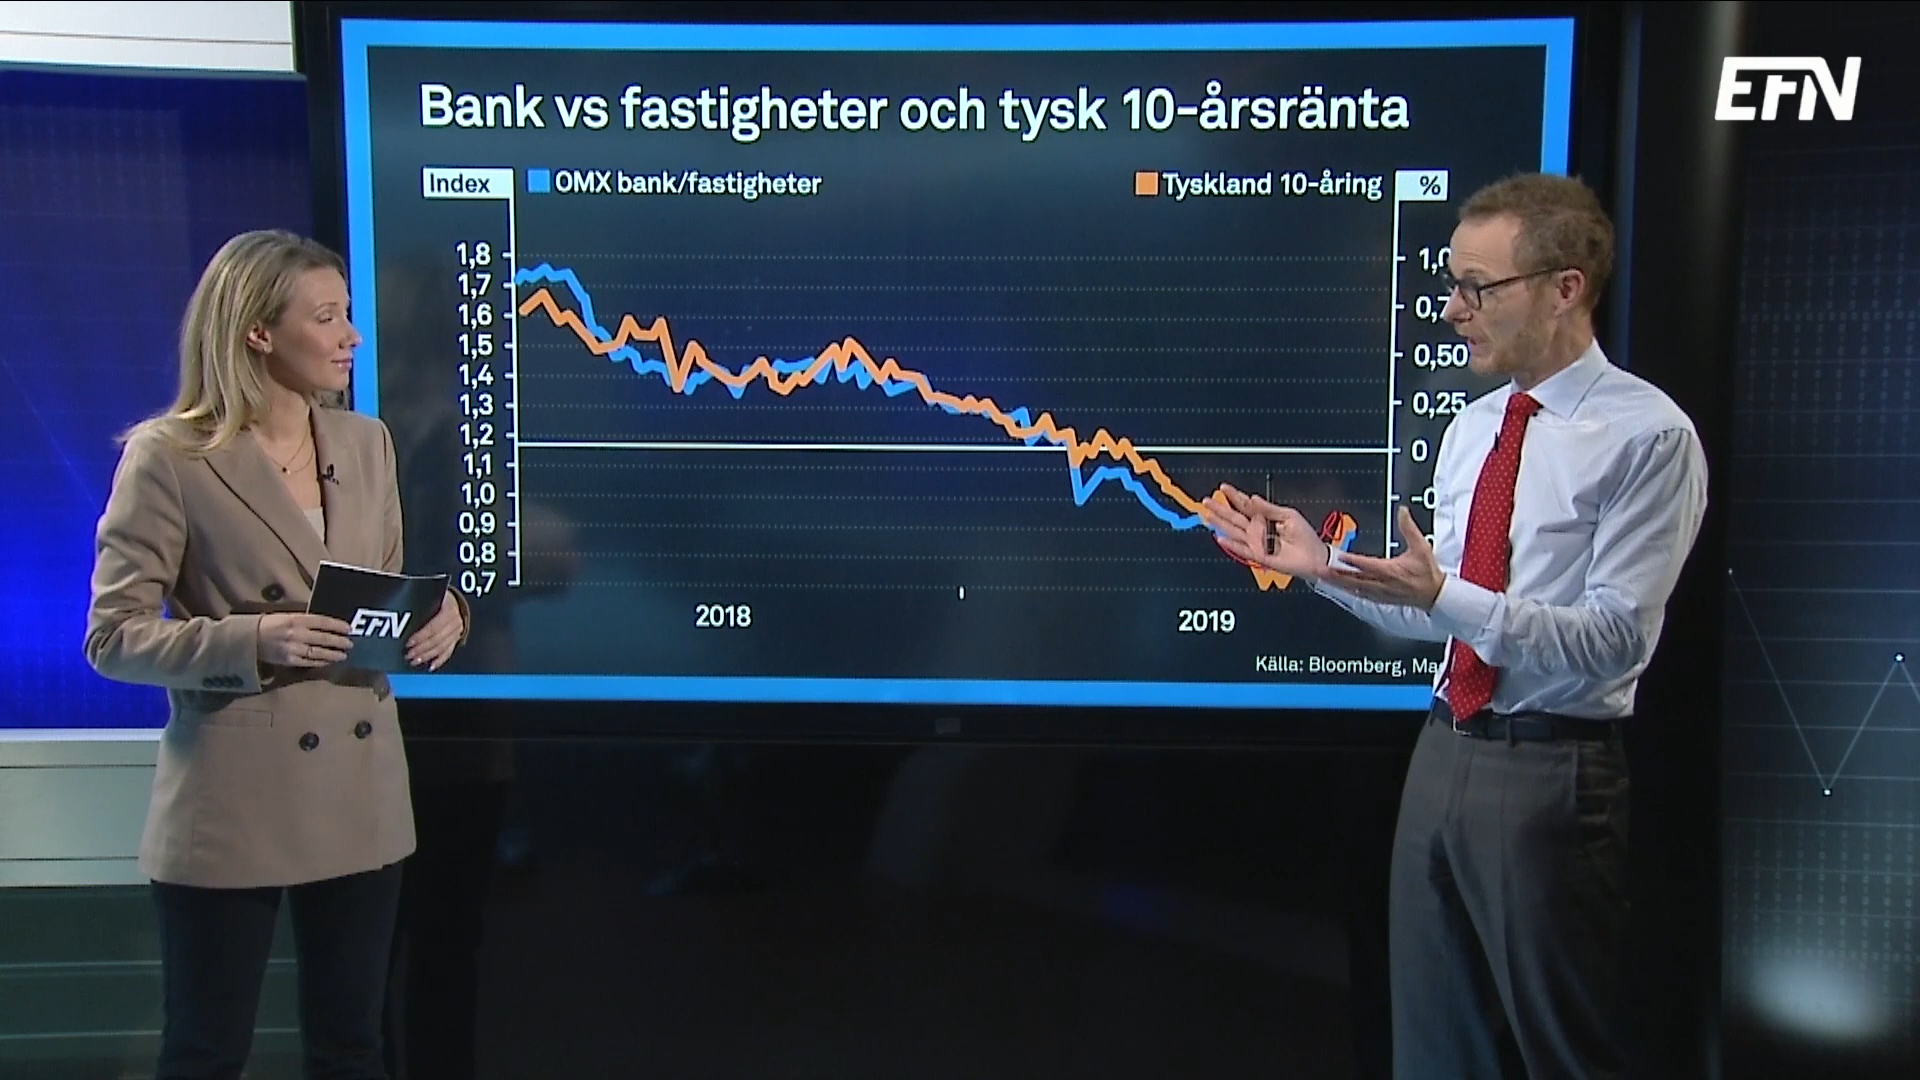 EFN
Bank vs fastigheter och tysk 10-årsränta
Index
OMX bank/fastigheter
Tyskland 10-åring
%
1,8
1,7
1,6
1,5
1,4
1,3
1,2
1,1
1,0
0,9
0,8
0,7
0,50
0,25
0
2018
2019
Källa: Bloomberg,
EFN